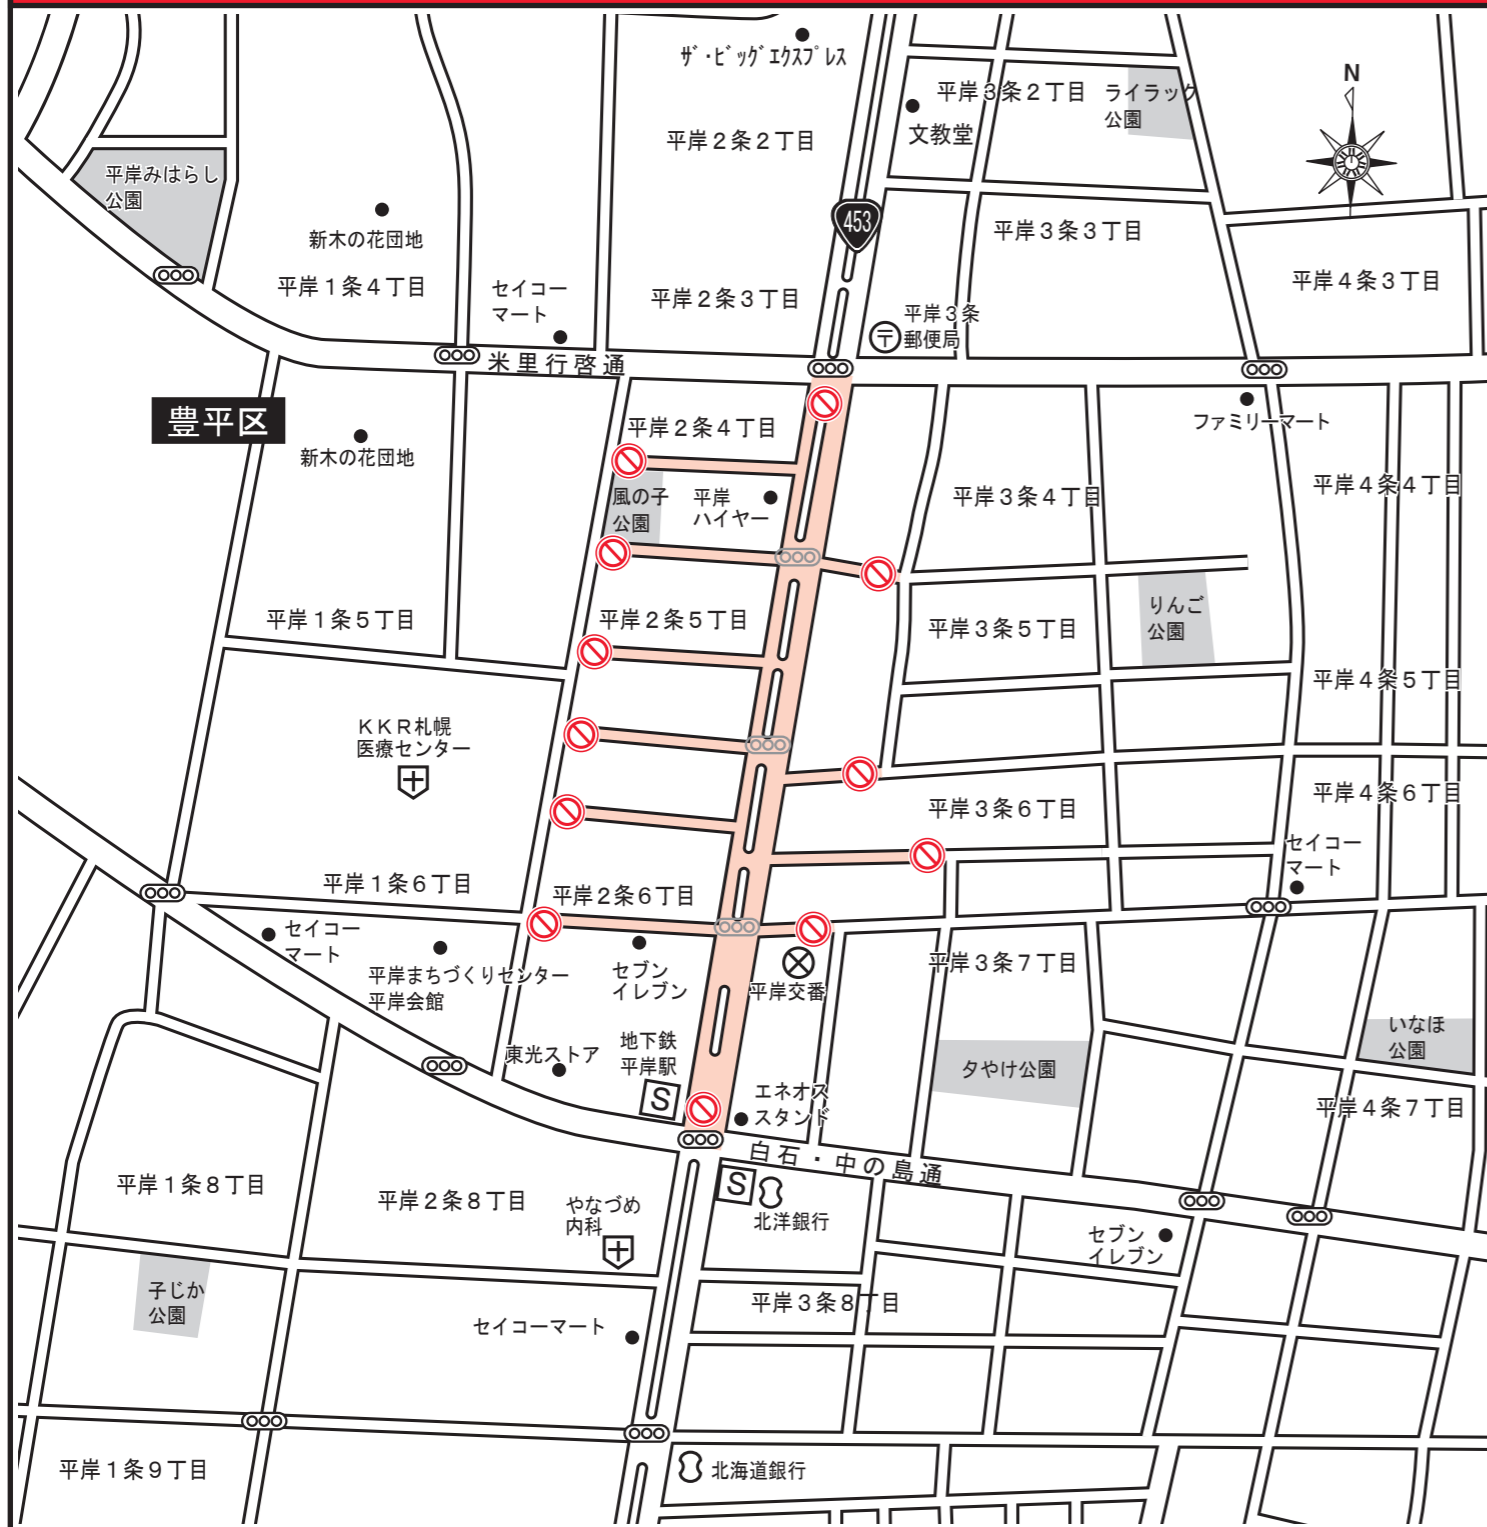 ザ・ビッグエクスプレス
N
平岸３条２丁目
ライラック
公園
文教堂
平岸２条２丁目
平岸みはらし
公園
新木の花団地
453
平岸３条３丁目
平岸１条４丁目
セイコー
マート
平岸２条３丁目
平岸４条３丁目
平岸３条
郵便局
〒
米里行啓通
豊平区
新木の花団地
平岸２条４丁目
ファミリーマート
風の子
公園
平岸
ハイヤー
平岸３条４丁目
平岸４条４丁目
平岸１条５丁目
平岸２条５丁目
平岸３条５丁目
りんご
公園
平岸４条５丁目
ＫＫＲ札幌
医療センター
平岸３条６丁目
平岸４条６丁目
セイコー
マート
平岸１条６丁目
平岸２条６丁目
セイコー
マート
平岸まちづくりセンター
平岸会館
セブン
イレブン
平岸交番
平岸３条７丁目
いなほ
公園
東光ストア
地下鉄
平岸駅
S
エネオス
スタンド
夕やけ公園
平岸４条７丁目
白石・中の島通
S
北洋銀行
平岸１条８丁目
平岸２条８丁目
やなづめ
内科
セブン
イレブン
子じか
公園
セイコーマート
平岸３条８丁目
平岸１条９丁目
北海道銀行